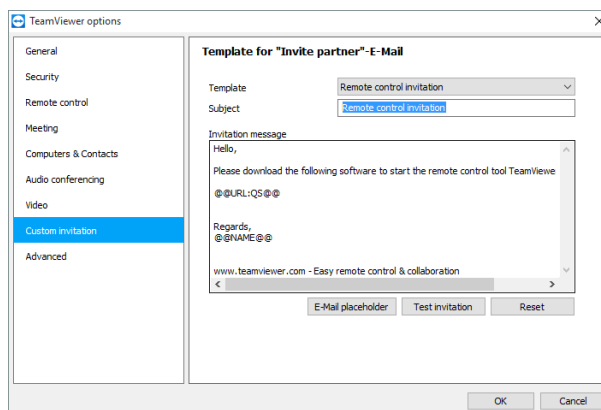 TeamViewer options
General
Security
Remote control
Meeting
Computers & Contacts
Audio conferencing
Video
Custom invitation
Advanced
Template for "Invite partner"-E-Mail
Template Remote control invitation
Subject Remote control invitation
Invitation message
Hello,
Please download the following software to start the remote control tool TeamViewe
@@URL:QS@@
Regards,
@@NAME@@
www.teamviewer.com - Easy remote control & collaboration
E-Mail placeholder Test invitation Reset
OK Cancel